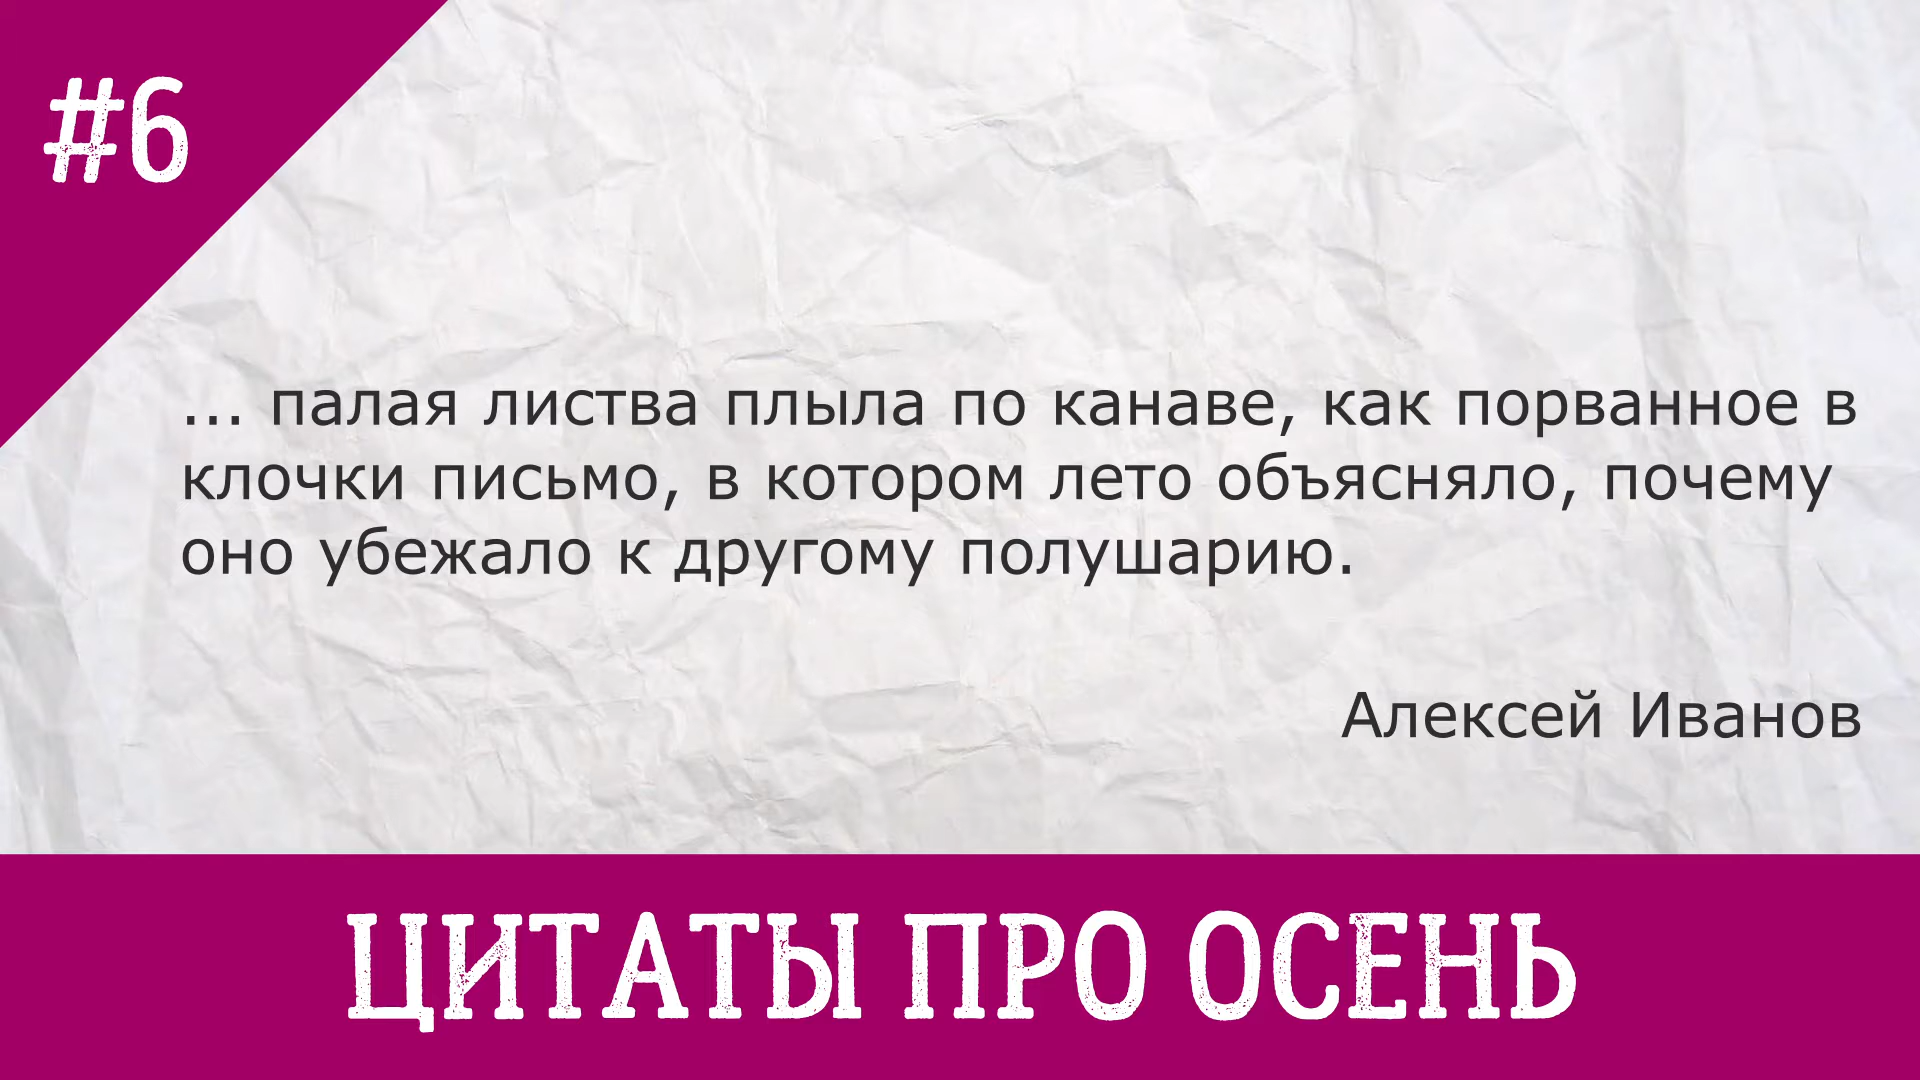 #6
... палая листва плыла по канаве, как порванное в
клочки письмо, в котором лето объясняло, почему
оно убежало к другому полушарию.
Алексей Иванов
ЦИТАТЫ ПРО ОСЕНЬ